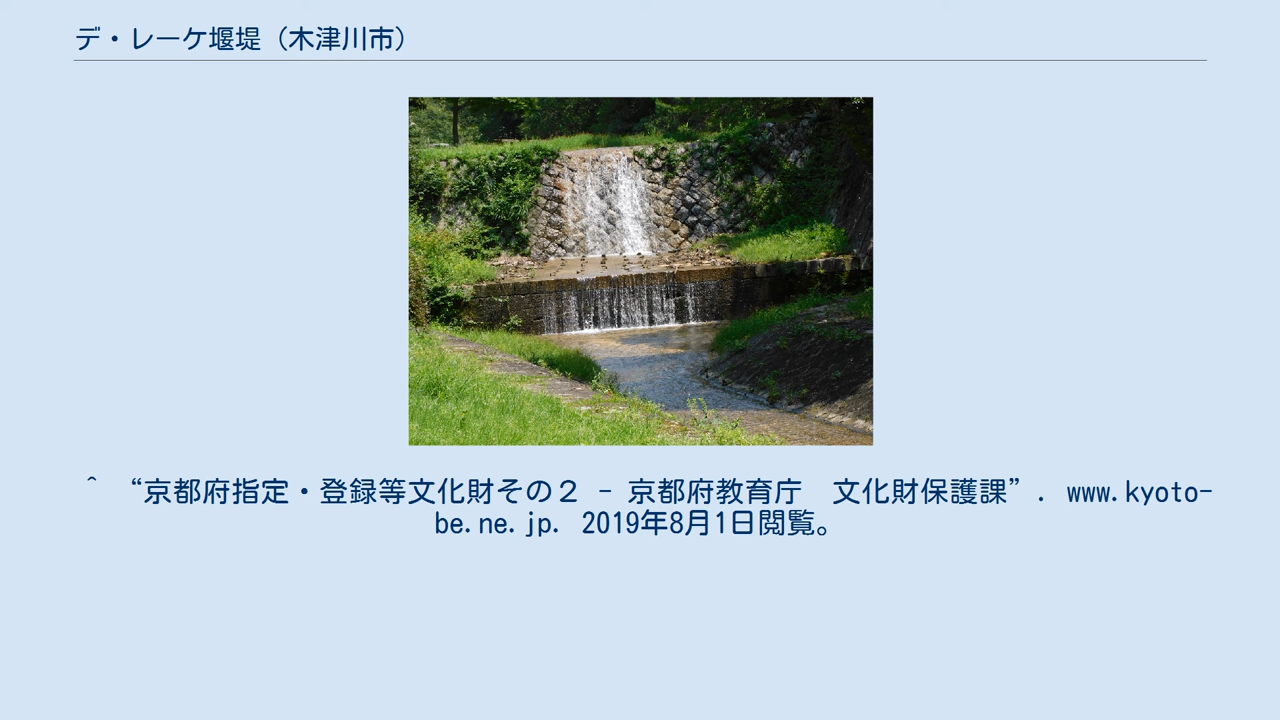 デ・レーケ堰堤（木津川市）
^ “京都府指定・登録等文化財その２ - 京都府教育庁　文化財保護課”. www.kyoto-
be.ne.jp. 2019年8月1日閲覧。